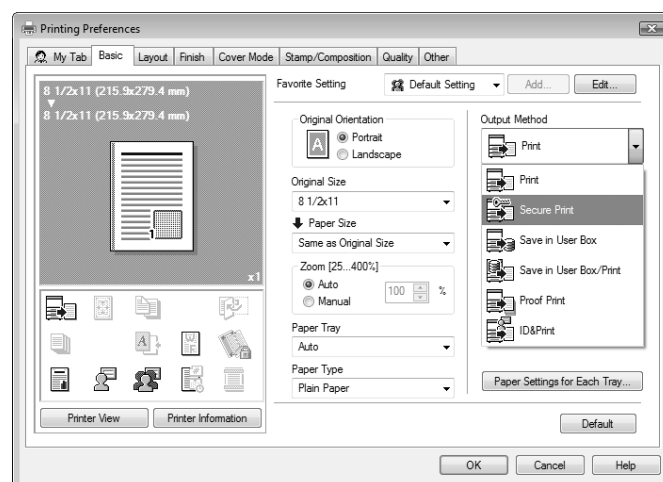 Printing Preferences
My Tab Basic Layout Finish Cover Mode Stamp/Composition Quality Other
8 1/2x11 (215.9x279.4 mm)
8 1/2x11 (215.9x279.4 mm)
1
x1
Printer View Printer Information
Favorite Setting Default Setting Add... Edit...
Original Orientation
A
Portrait
Landscape
Original Size
8 1/2x11
Paper Size
Same as Original Size
Zoom [25...400%]
Auto
Manual
100 %
Paper Tray
Auto
Paper Type
Plain Paper
Output Method
Print
Print
Secure Print
Save in User Box
Save in User Box/Print
Proof Print
ID&Print
Paper Settings for Each Tray...
Default
OK Cancel Help